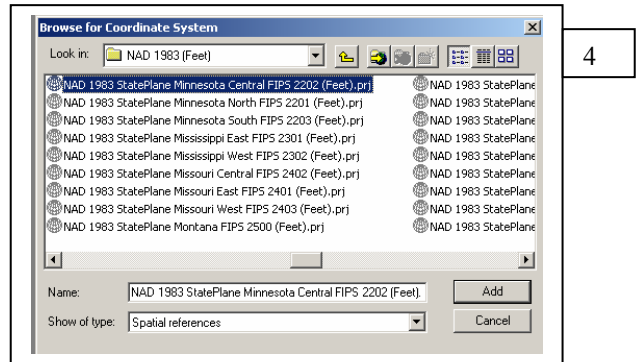 Browse for Coordinate System
4
Look in: NAD 1983 (Feet)
NAD 1983 StatePlane Minnesota Central FIPS 2202 (Feet).prj NAD 1983 StatePlane
NAD 1983 StatePlane Minnesota North FIPS 2201 (Feet).prj NAD 1983 StatePlane
NAD 1983 StatePlane Minnesota South FIPS 2203 (Feet).prj NAD 1983 StatePlane
NAD 1983 StatePlane Mississippi East FIPS 2301 (Feet).prj NAD 1983 StatePlane
NAD 1983 StatePlane Mississippi West FIPS 2302 (Feet).prj NAD 1983 StatePlane
NAD 1983 StatePlane Missouri Central FIPS 2402 (Feet).prj NAD 1983 StatePlane
NAD 1983 StatePlane Missouri East FIPS 2401 (Feet).prj NAD 1983 StatePlane
NAD 1983 StatePlane Missouri West FIPS 2403 (Feet).prj NAD 1983 StatePlane
NAD 1983 StatePlane Montana FIPS 2500 (Feet).prj NAD 1983 StatePlane
Name: NAD 1983 StatePlane Minnesota Central FIPS 2202 (Feet). Add
Show of type: Spatial references Cancel